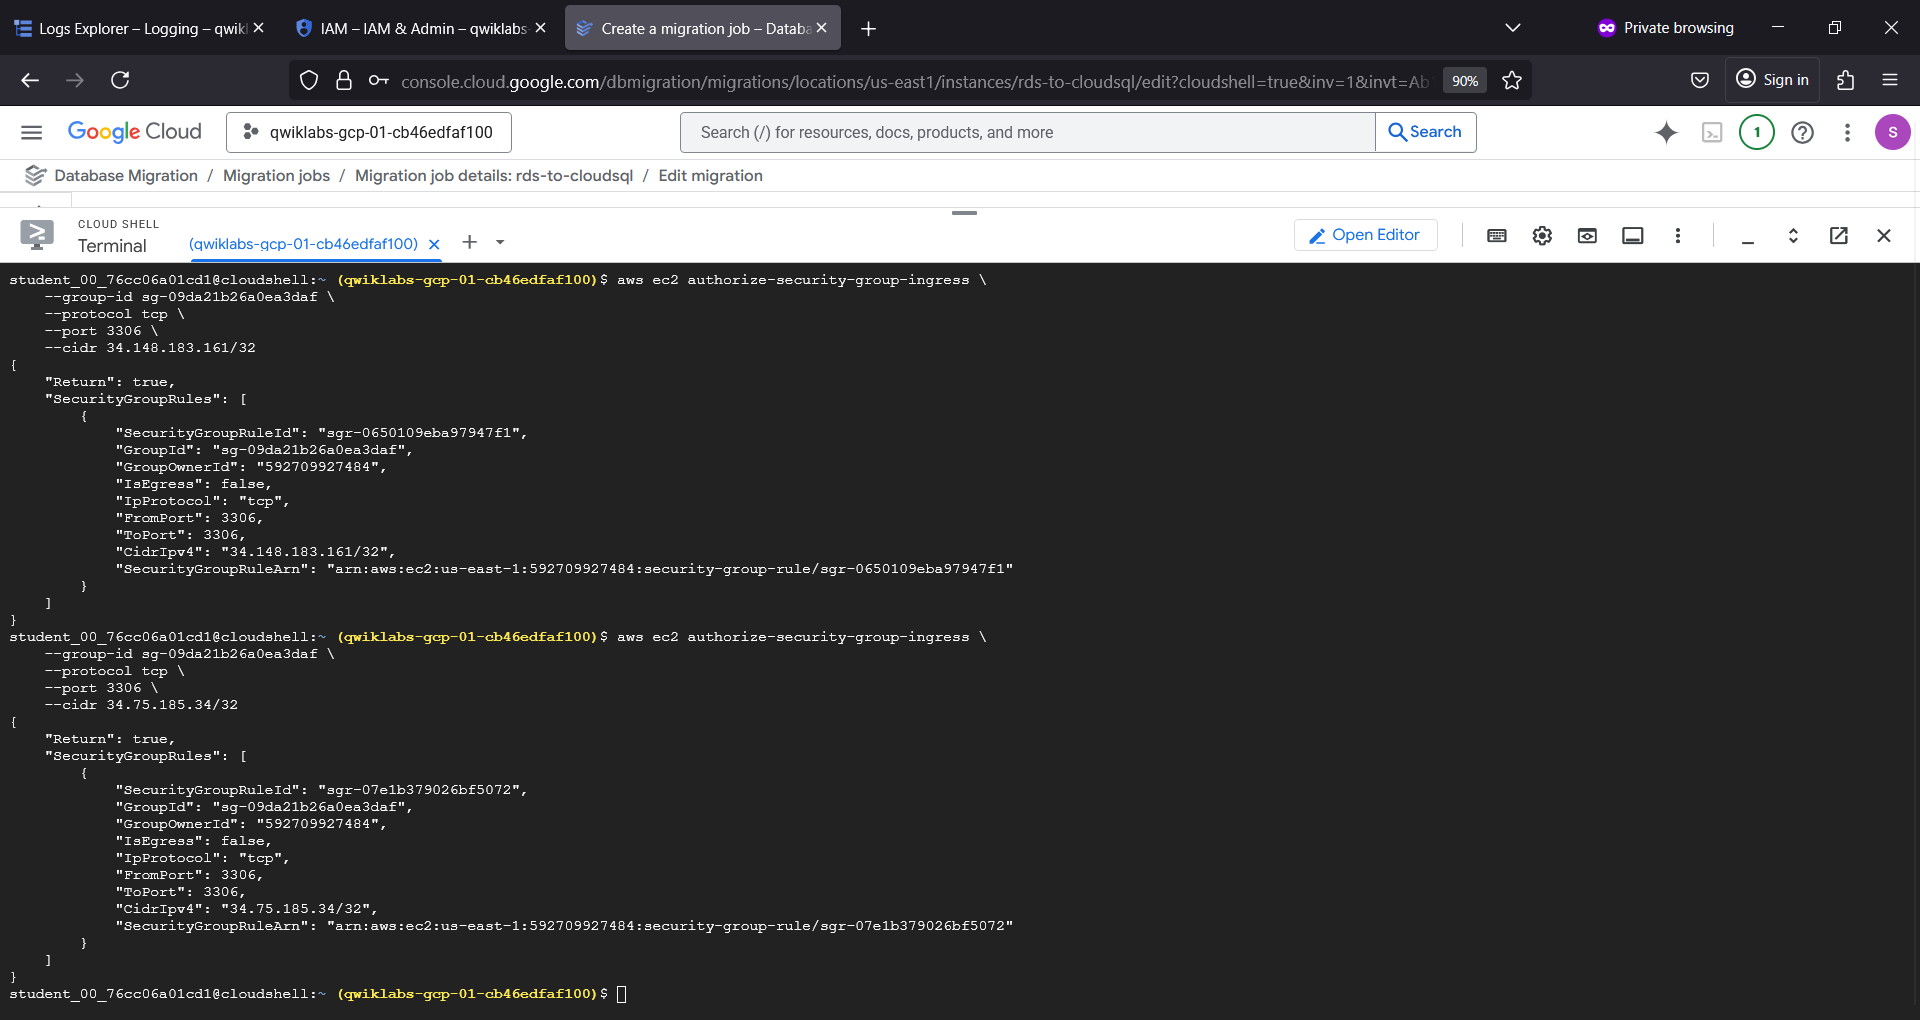 Logs Explorer – Logging – qwikl
IAM – IAM & Admin – qwiklabs-
Create a migration job – Databa
Private browsing
console.cloud.google.com/dbmigration/migrations/locations/us-east1/instances/rds-to-cloudsql/edit?cloudshell=true&inv=1&invt=Ab
90%
Sign in
Google Cloud
qwiklabs-gcp-01-cb46edfaf100
Search (/) for resources, docs, products, and more
Search
1
S
Database Migration / Migration jobs / Migration job details: rds-to-cloudsql / Edit migration
CLOUD SHELL
Terminal
(qwiklabs-gcp-01-cb46edfaf100)
Open Editor
student_00_76cc06a01cd1@cloudshell:~ (qwiklabs-gcp-01-cb46edfaf100)$ aws ec2 authorize-security-group-ingress \
--group-id sg-09da21b26a0ea3daf \
--protocol tcp \
--port 3306 \
--cidr 34.148.183.161/32
{
"Return": true,
"SecurityGroupRules": [
{
"SecurityGroupRuleId": "sgr-0650109eba97947f1",
"GroupId": "sg-09da21b26a0ea3daf",
"GroupOwnerId": "592709927484",
"IsEgress": false,
"IpProtocol": "tcp",
"FromPort": 3306,
"ToPort": 3306,
"CidrIpv4": "34.148.183.161/32",
"SecurityGroupRuleArn": "arn:aws:ec2:us-east-1:592709927484:security-group-rule/sgr-0650109eba97947f1"
}
]
}
student_00_76cc06a01cd1@cloudshell:~ (qwiklabs-gcp-01-cb46edfaf100)$ aws ec2 authorize-security-group-ingress \
--group-id sg-09da21b26a0ea3daf \
--protocol tcp \
--port 3306 \
--cidr 34.75.185.34/32
{
"Return": true,
"SecurityGroupRules": [
{
"SecurityGroupRuleId": "sgr-07e1b379026bf5072",
"GroupId": "sg-09da21b26a0ea3daf",
"GroupOwnerId": "592709927484",
"IsEgress": false,
"IpProtocol": "tcp",
"FromPort": 3306,
"ToPort": 3306,
"CidrIpv4": "34.75.185.34/32",
"SecurityGroupRuleArn": "arn:aws:ec2:us-east-1:592709927484:security-group-rule/sgr-07e1b379026bf5072"
}
]
}
student_00_76cc06a01cd1@cloudshell:~ (qwiklabs-gcp-01-cb46edfaf100)$